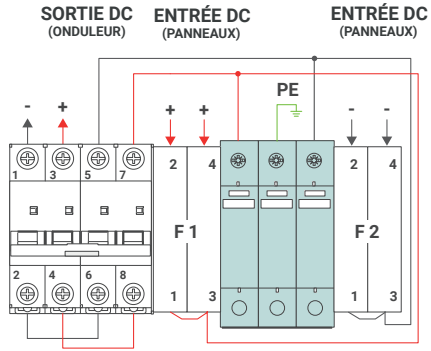 SORTIE DC
(ONDULEUR)
ENTRÉE DC
(PANNEAUX)
ENTRÉE DC
(PANNEAUX)
- +
+ +
PE
- -
1 3 5 7
2 4
2 4
F 1
F 2
2 4 6 8
1 3
1 3